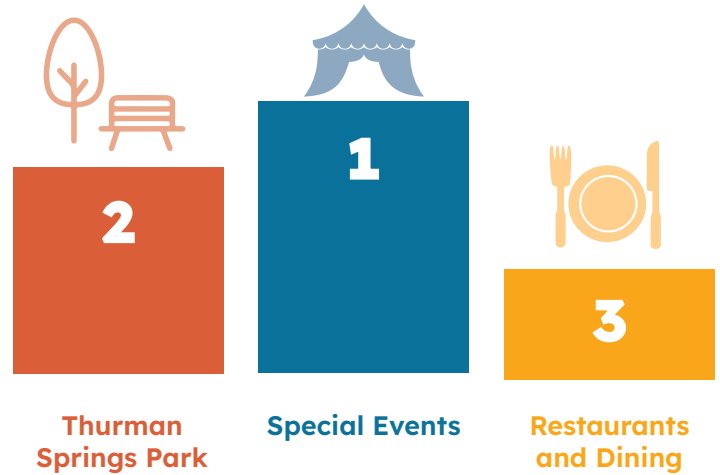 2
1
3
Thurman
Springs Park
Special Events
Restaurants
and Dining